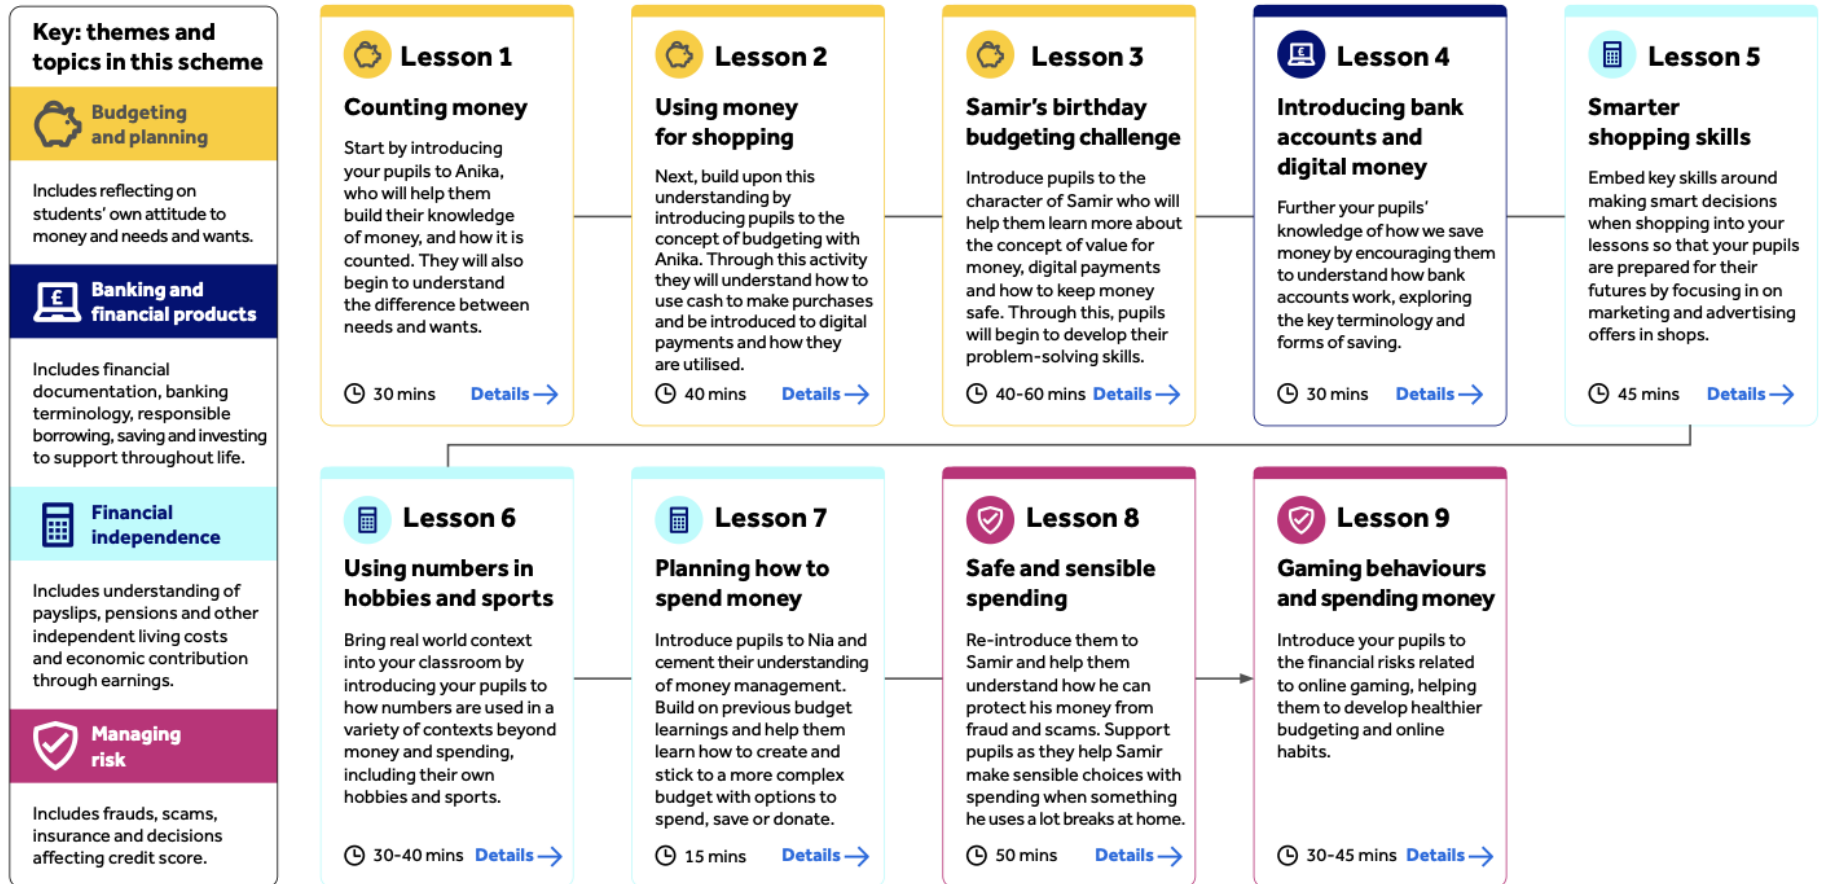 Key: themes and
topics in this scheme
Budgeting
and planning
Includes reflecting on
students' own attitude to
money and needs and wants.
£
Banking and
financial products
Includes financial
documentation, banking
terminology, responsible
borrowing, saving and investing
to support throughout life.
Financial
independence
Includes understanding of
payslips, pensions and other
independent living costs
and economic contribution
through earnings.
Managing
risk
Includes frauds, scams,
insurance and decisions
affecting credit score.
Lesson 1
Counting money
Start by introducing
your pupils to Anika,
who will help them
build their knowledge
of money, and how it is
counted. They will also
begin to understand
the difference between
needs and wants.
30 mins
Details
Lesson 2
Using money
for shopping
Next, build upon this
understanding by
introducing pupils to the
concept of budgeting with
Anika. Through this activity
they will understand how to
use cash to make purchases
and be introduced to digital
payments and how they
are utilised.
40 mins
Details
Lesson 3
Samir's birthday
budgeting challenge
Introduce pupils to the
character of Samir who will
help them learn more about
the concept of value for
money, digital payments
and how to keep money
safe. Through this, pupils
will begin to develop their
problem-solving skills.
40-60 mins
Details
£
Lesson 4
Introducing bank
accounts and
digital money
Further your pupils'
knowledge of how we save
money by encouraging them
to understand how bank
accounts work, exploring
the key terminology and
forms of saving.
30 mins
Details
Lesson 5
Smarter
shopping skills
Embed key skills around
making smart decisions
when shopping into your
lessons so that your pupils
are prepared for their
futures by focusing in on
marketing and advertising
offers in shops.
45 mins
Details
Lesson 6
Using numbers in
hobbies and sports
Bring real world context
into your classroom by
introducing your pupils to
how numbers are used in a
variety of contexts beyond
money and spending,
including their own
hobbies and sports.
30-40 mins
Details
Lesson 7
Planning how to
spend money
Introduce pupils to Nia and
cement their understanding
of money management.
Build on previous budget
learnings and help them
learn how to create and
stick to a more complex
budget with options to
spend, save or donate.
15 mins
Details
Lesson 8
Safe and sensible
spending
Re-introduce them to
Samir and help them
understand how he can
protect his money from
fraud and scams. Support
pupils as they help Samir
make sensible choices with
spending when something
he uses a lot breaks at home.
50 mins
Details
Lesson 9
Gaming behaviours
and spending money
Introduce your pupils to
the financial risks related
to online gaming, helping
them to develop healthier
budgeting and online
habits.
30-45 mins
Details